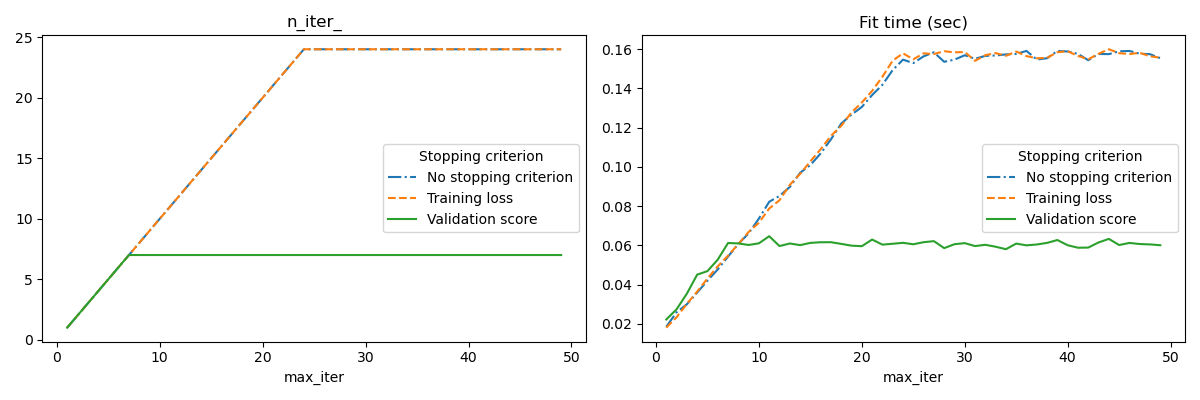 n_iter_
25
20
15
10
5
0
0
10
20
30
40
50
max_iter
Stopping criterion
No stopping criterion
Training loss
Validation score
Fit time (sec)
0.16
0.14
0.12
0.10
0.08
0.06
0.04
0.02
0
10
20
30
40
50
max_iter
Stopping criterion
No stopping criterion
Training loss
Validation score